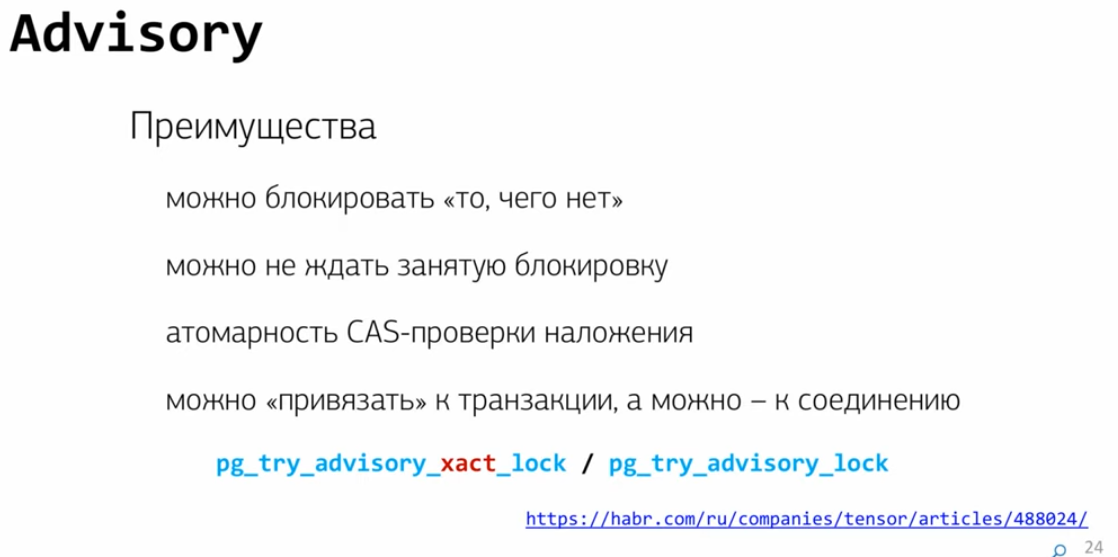 Advisory
Преимущества
можно блокировать «то, чего нет»
можно не ждать занятую блокировку
атомарность CAS-проверки наложения
можно «привязать» к транзакции, а можно – к соединению
pg_try_advisory_xact_lock / pg_try_advisory_lock
https://habr.com/ru/companies/tensor/articles/488024/
24